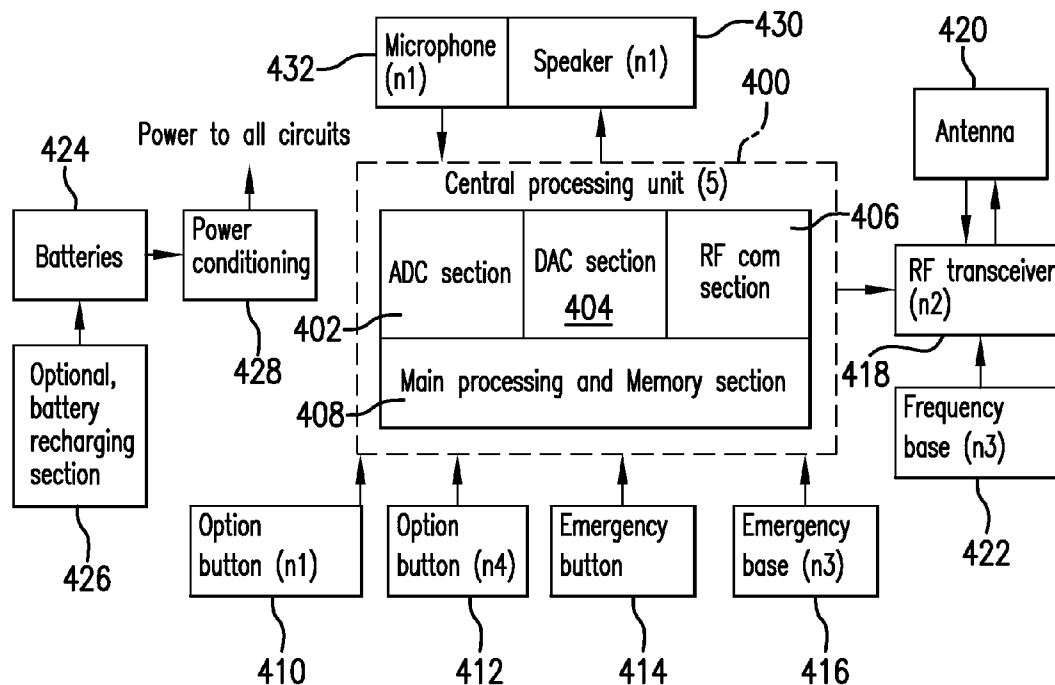 432
Microphone
(n1)
Speaker (n1)
430
400
420
Antenna
424
Power to all circuits
Batteries
Power
conditioning
428
Central processing unit (5)
ADC section
402
DAC section
404
RF com
section
406
Main processing and Memory section
408
RF transceiver
(n2)
418
Optional,
battery
recharging
section
426
Frequency
base (n3)
422
Option
button (n1)
410
Option
button (n4)
412
Emergency
button
414
Emergency
base (n3)
416